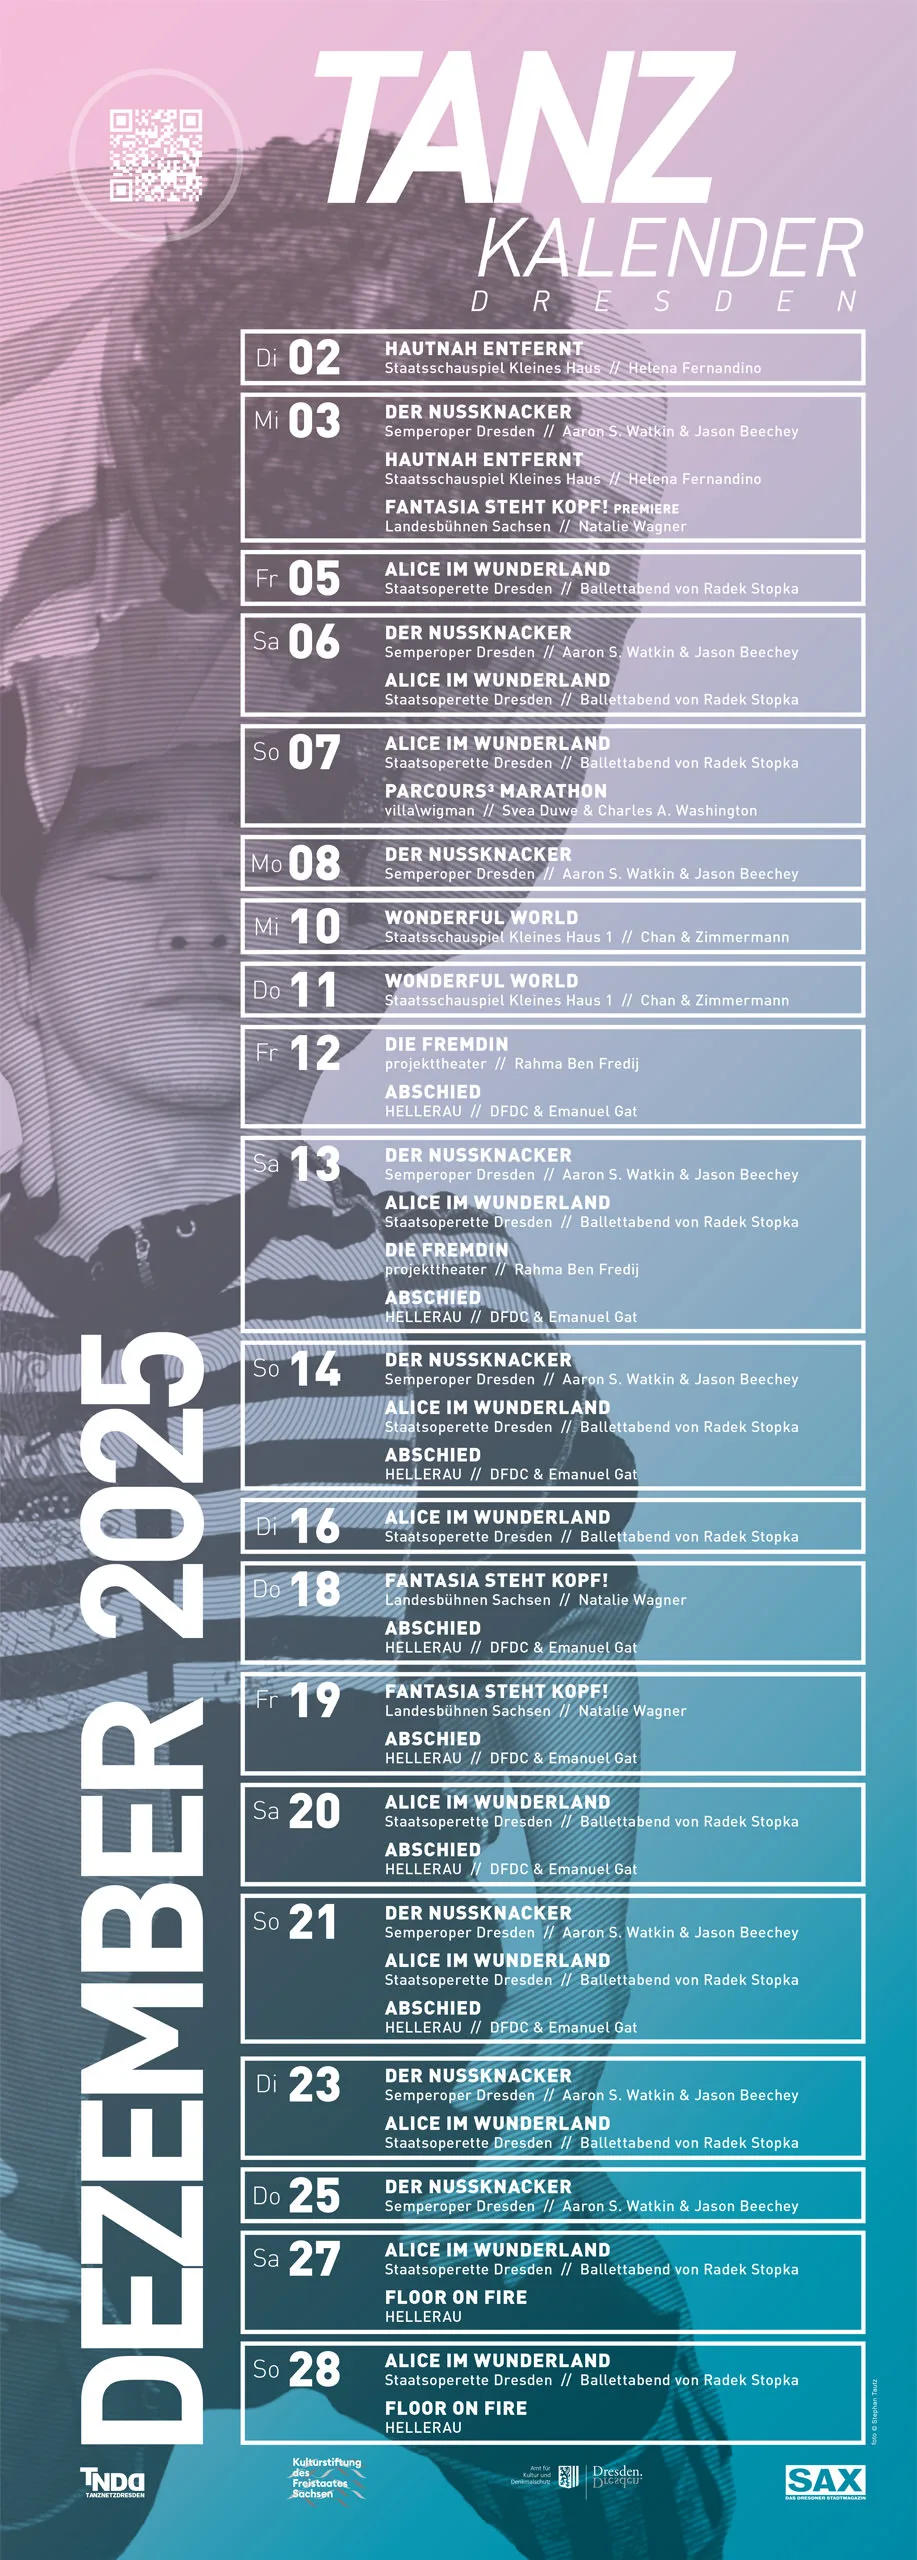 TANZ
KALENDER
DRESDEN
Di 02
HAUTNAH ENTFERNT
Staatsschauspiel Kleines Haus // Helena Fernandino
Mi 03
DER NUSSKNACKER
Semperoper Dresden // Aaron S. Watkin & Jason Beechey
HAUTNAH ENTFERNT
Staatsschauspiel Kleines Haus // Helena Fernandino
FANTASIA STEHT KOPF! PREMIERE
Landesbühnen Sachsen // Natalie Wagner
Fr 05
ALICE IM WUNDERLAND
Staatsoperette Dresden // Ballettabend von Radek Stopka
Sa 06
DER NUSSKNACKER
Semperoper Dresden // Aaron S. Watkin & Jason Beechey
ALICE IM WUNDERLAND
Staatsoperette Dresden // Ballettabend von Radek Stopka
So 07
ALICE IM WUNDERLAND
Staatsoperette Dresden // Ballettabend von Radek Stopka
PARCOURS³ MARATHON
villa\wigman // Svea Duwe & Charles A. Washington
Mo 08
DER NUSSKNACKER
Semperoper Dresden // Aaron S. Watkin & Jason Beechey
Mi 10
WONDERFUL WORLD
Staatsschauspiel Kleines Haus 1 // Chan & Zimmermann
Do 11
WONDERFUL WORLD
Staatsschauspiel Kleines Haus 1 // Chan & Zimmermann
Fr 12
DIE FREMDIN
projekttheater // Rahma Ben Fredij
ABSCHIED
HELLERAU // DFDC & Emanuel Gat
Sa 13
DER NUSSKNACKER
Semperoper Dresden // Aaron S. Watkin & Jason Beechey
ALICE IM WUNDERLAND
Staatsoperette Dresden // Ballettabend von Radek Stopka
DIE FREMDIN
projekttheater // Rahma Ben Fredij
ABSCHIED
HELLERAU // DFDC & Emanuel Gat
So 14
DER NUSSKNACKER
Semperoper Dresden // Aaron S. Watkin & Jason Beechey
ALICE IM WUNDERLAND
Staatsoperette Dresden // Ballettabend von Radek Stopka
ABSCHIED
HELLERAU // DFDC & Emanuel Gat
Di 16
ALICE IM WUNDERLAND
Staatsoperette Dresden // Ballettabend von Radek Stopka
Do 18
FANTASIA STEHT KOPF!
Landesbühnen Sachsen // Natalie Wagner
ABSCHIED
HELLERAU // DFDC & Emanuel Gat
Fr 19
FANTASIA STEHT KOPF!
Landesbühnen Sachsen // Natalie Wagner
ABSCHIED
HELLERAU // DFDC & Emanuel Gat
Sa 20
ALICE IM WUNDERLAND
Staatsoperette Dresden // Ballettabend von Radek Stopka
ABSCHIED
HELLERAU // DFDC & Emanuel Gat
So 21
DER NUSSKNACKER
Semperoper Dresden // Aaron S. Watkin & Jason Beechey
ALICE IM WUNDERLAND
Staatsoperette Dresden // Ballettabend von Radek Stopka
ABSCHIED
HELLERAU // DFDC & Emanuel Gat
Di 23
DER NUSSKNACKER
Semperoper Dresden // Aaron S. Watkin & Jason Beechey
ALICE IM WUNDERLAND
Staatsoperette Dresden // Ballettabend von Radek Stopka
Do 25
DER NUSSKNACKER
Semperoper Dresden // Aaron S. Watkin & Jason Beechey
Sa 27
ALICE IM WUNDERLAND
Staatsoperette Dresden // Ballettabend von Radek Stopka
FLOOR ON FIRE
HELLERAU
So 28
ALICE IM WUNDERLAND
Staatsoperette Dresden // Ballettabend von Radek Stopka
FLOOR ON FIRE
HELLERAU
DEZEMBER 2025
foto © Stephan Tautz
TNDD
TANZNETZDRESDEN
Kulturstiftung
des
Freistaates
Sachsen
Amt für
Kultur und
Denkmalschutz
Dresden.
Dresden.
SAX
DAS DRESDNER STADTMAGAZIN